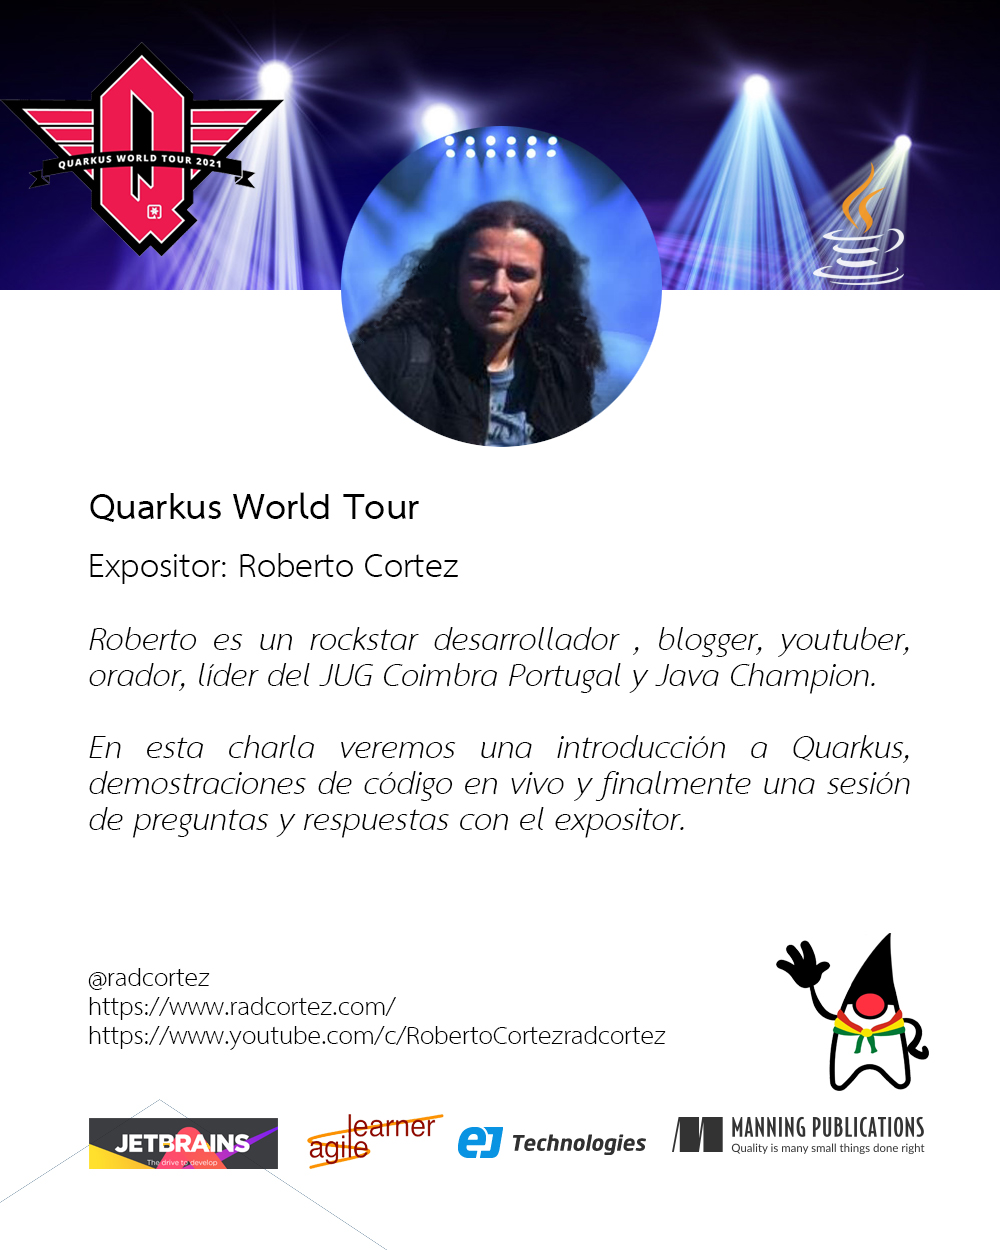 QUARKUS WORLD TOUR 2021
Quarkus World Tour
Expositor: Roberto Cortez
Roberto es un rockstar desarrollador , blogger, youtuber,
orador, líder del JUG Coimbra Portugal y Java Champion.
En esta charla veremos una introducción a Quarkus,
demostraciones de código en vivo y finalmente una sesión
de preguntas y respuestas con el expositor.
@radcortez
https://www.radcortez.com/
https://www.youtube.com/c/RobertoCortezradcortez
JETBRAINS
The drive to develop
agile learner
ej Technologies
MANNING PUBLICATIONS
Quality is many small things done right